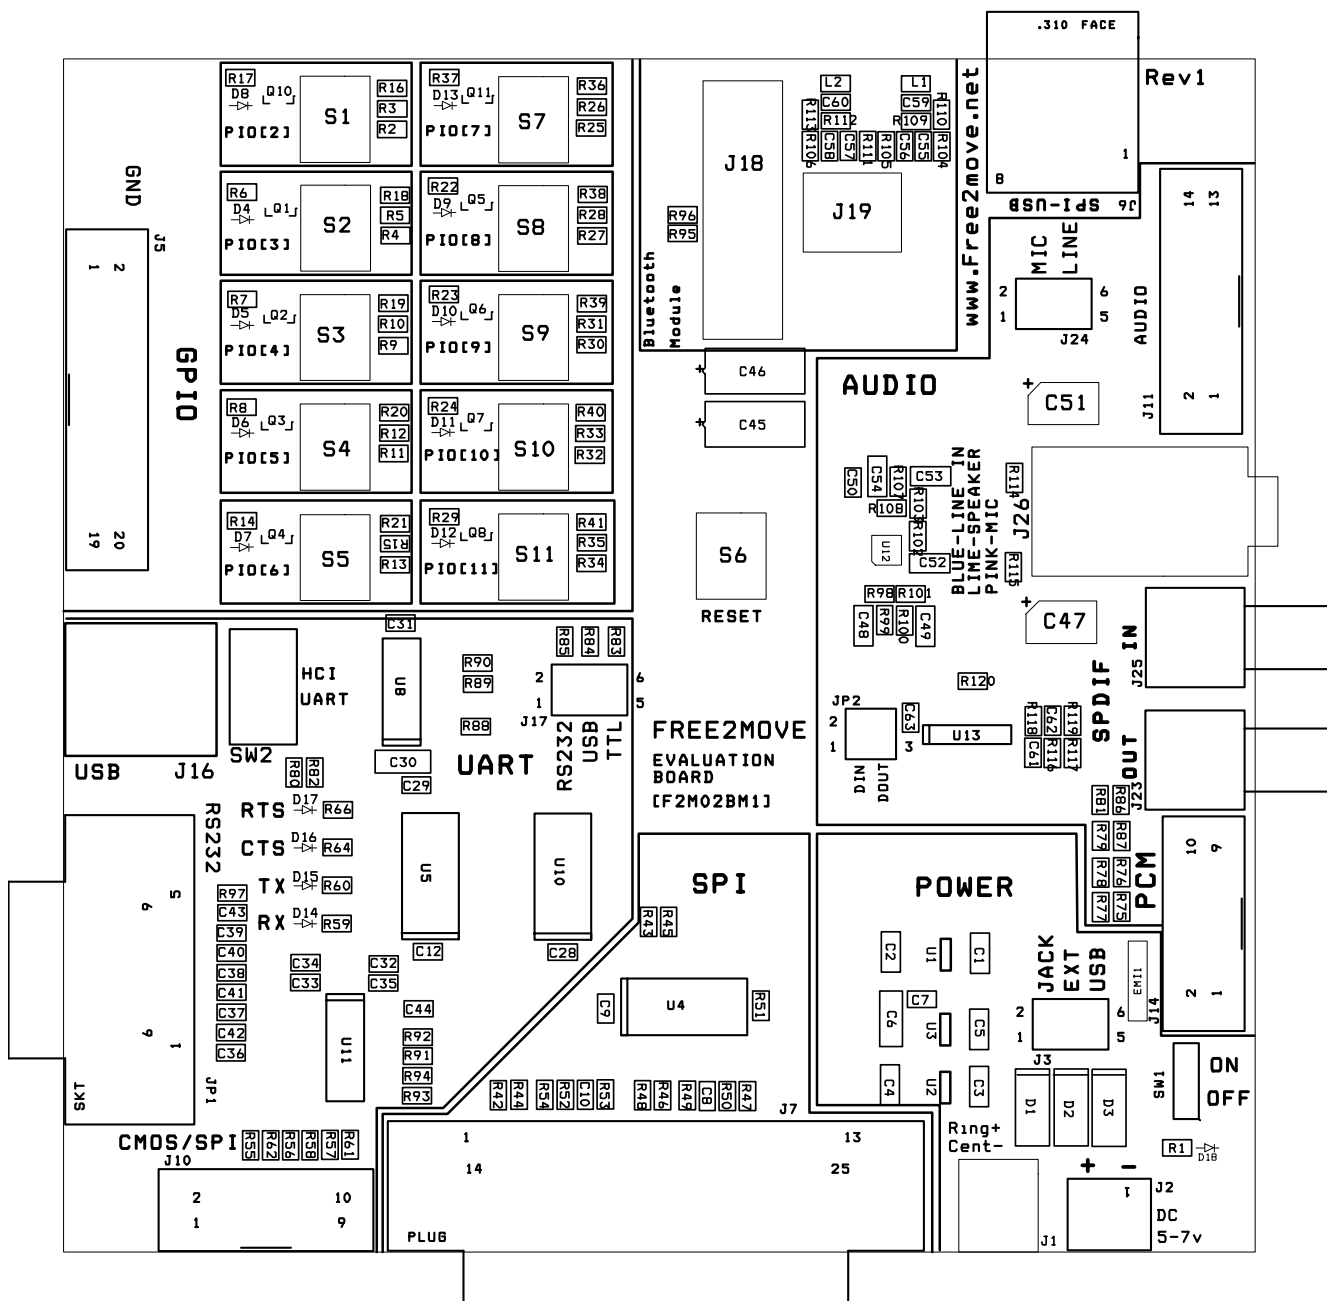 .310 FACE
Rev1
1
8
J6 SPI-USB
www.Free2move.net
R17
D8
Q10
S1
R16
R3
R2
PIO[2]
R37
D13
Q11
S7
R36
R26
R25
PIO[7]
R6
D4
Q1
S2
R18
R5
R4
PIO[3]
R22
D9
Q5
S8
R38
R28
R27
PIO[8]
R7
D5
Q2
S3
R19
R10
R9
PIO[4]
R23
D10
Q6
S9
R39
R31
R30
PIO[9]
R8
D6
Q3
S4
R20
R12
R11
PIO[5]
R24
D11
Q7
S10
R40
R33
R32
PIO[10]
R14
D7
Q4
S5
R21
R15
R13
PIO[6]
R29
D12
Q8
S11
R41
R35
R34
PIO[11]
GND
J5
1 2
19 20
GPIO
L2
L1
C60
C59
R113
R112
R109
R110
R106
C58
C57
R111
R105
C56
C55
R104
J18
J19
R96
R95
Bluetooth
Module
C46
C45
S6
RESET
MIC
LINE
2 6
1 5
J24
14 13
AUDIO
2 1
J11
AUDIO
C51
C50
C54
R107
C53
R108
R103
R102
U12
C52
BLUE-LINE IN
LIME-SPEAKER
PINK-MIC
R114
J26
R115
R98
R101
C48
R99
R100
C49
C47
R120
JP2
2
1 3
C63
U13
DIN
DOUT
R118
C62
R119
C61
R116
R117
SPDIF
IN
J25
OUT
J23
R81
R86
R79
R87
R78
R76
R77
R75
PCM
10 9
2 1
J14
USB
J16
HCI
UART
SW2
C31
U8
R90
R89
R88
C30
C29
UART
R85
R84
R83
2 6
1 5
J17
RS232
USB
TTL
FREE2MOVE
EVALUATION
BOARD
[F2M02BM1]
R80
R82
RTS
D17
R66
CTS
D16
R64
TX
D15
R60
RX
D14
R59
RS232
6 5
9 1
SKT
JP1
R97
C43
C39
C40
C38
C41
C37
C42
C36
U5
C12
U10
C28
C34
C33
C32
C35
U11
C44
R92
R91
R94
R93
SPI
R43
R45
C9
U4
R51
R42
R44
R54
R52
C10
R53
R48
R46
R49
C8
R50
R47
J7
1 13
14 25
PLUG
CMOS/SPI
R55
R62
R56
R58
R57
R61
J10
2 10
1 9
POWER
C2
U1
C1
C7
C6
U3
C5
C4
U2
C3
JACK
EXT
USB
EMI1
2 6
1 5
J3
D1
D2
D3
SW1
ON
OFF
R1
D18
Ring+
Cent-
J1
+ -
1
J2
DC
5-7v